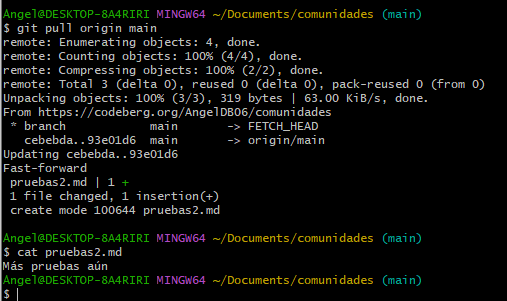 Angel@DESKTOP-8A4RIRI MINGW64 ~/Documents/comunidades (main)
$ git pull origin main
remote: Enumerating objects: 4, done.
remote: Counting objects: 100% (4/4), done.
remote: Compressing objects: 100% (2/2), done.
remote: Total 3 (delta 0), reused 0 (delta 0), pack-reused 0 (from 0)
Unpacking objects: 100% (3/3), 319 bytes | 63.00 KiB/s, done.
From https://codeberg.org/AngelDB06/comunidades
 * branch            main       -> FETCH_HEAD
   cebebda..93e01d6  main       -> origin/main
Updating cebebda..93e01d6
Fast-forward
 pruebas2.md | 1 +
 1 file changed, 1 insertion(+)
 create mode 100644 pruebas2.md
Angel@DESKTOP-8A4RIRI MINGW64 ~/Documents/comunidades (main)
$ cat pruebas2.md
Más pruebas aún
Angel@DESKTOP-8A4RIRI MINGW64 ~/Documents/comunidades (main)
$